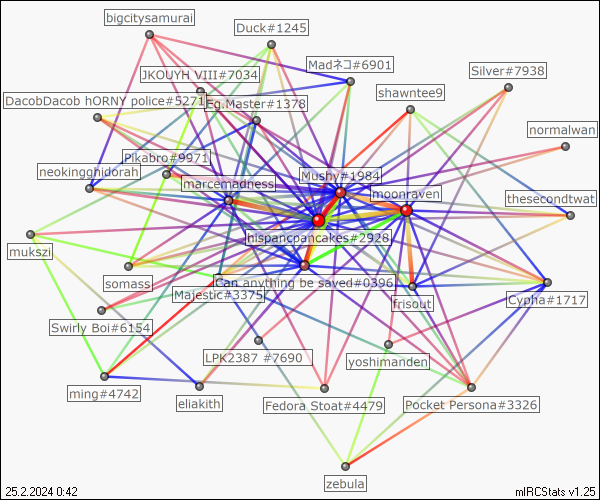 bigcitysamurai
Duck#1245
Madネコ#6901
JKOUYH VIII#7034
Silver#7938
shawntee9
DacobDacob hORNY police#5271
Eg.Master#1378
normalwan
Pikabro#9971
neokingghidorah
Mushy#1984
marcemadness
moonraven
thesecondtwat
hispancpancakes#2928
mukszi
somass
Can anything be saved#0396
Majestic#3375
frisout
Cypha#1717
Swirly Boi#6154
LPK2387 #7690
yoshimanden
ming#4742
eliakith
Fedora Stoat#4479
Pocket Persona#3326
zebula
25.2.2024 0:42
mIRCStats v1.25